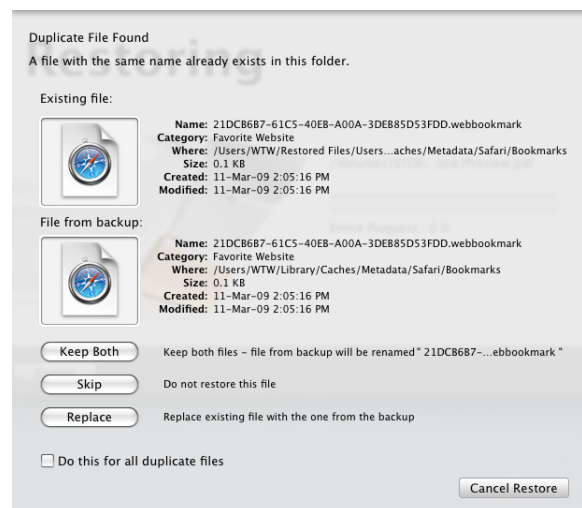 Duplicate File Found
Restoring
A file with the same name already exists in this folder.
Existing file:
Name: 21DCB6B7-61C5-40EB-A00A-3DEB85D53FDD.webbookmark
Category: Favorite Website
Where: /Users/WTW/Restored Files/Users...aches/Metadata/Safari/Bookmarks
Size: 0.1 KB
Created: 11-Mar-09 2:05:16 PM
Modified: 11-Mar-09 2:05:16 PM
File from backup:
Entire Progress : 0 %
Name: 21DCB6B7-61C5-40EB-A00A-3DEB85D53FDD.webbookmark
Category: Favorite Website
Where: /Users/WTW/Library/Caches/Metadata/Safari/Bookmarks
Size: 0.1 KB
Created: 11-Mar-09 2:05:16 PM
Modified: 11-Mar-09 2:05:16 PM
Keep Both
Keep both files - file from backup will be renamed" 21DCB6B7-...ebbookmark "
Skip
Do not restore this file
Replace
Replace existing file with the one from the backup
Do this for all duplicate files
Cancel Restore